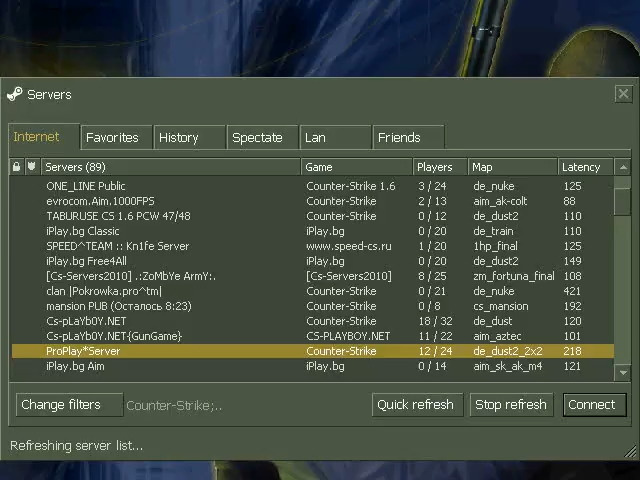 Servers
Internet Favorites History Spectate Lan Friends
Servers (89) Game Players Map Latency
ONE_LINE Public Counter-Strike 1.6 3 / 24 de_nuke 125
evrocom.Aim.1000FPS Counter-Strike 2 / 13 aim_ak-colt 88
TABURUSE CS 1.6 PCW 47/48 Counter-Strike 0 / 12 de_dust2 110
iPlay.bg Classic iPlay.bg 0 / 20 de_train 110
SPEED^TEAM :: Kn1fe Server www.speed-cs.ru 1 / 20 1hp_final 125
iPlay.bg Free4All iPlay.bg 0 / 20 de_dust2 149
[Cs-Servers2010] .:ZoMbYe ArmY:. [Cs-Servers2010] 8 / 25 zm_fortuna_final 108
clan |Pokrowka.pro^tm| Counter-Strike 0 / 21 de_nuke 421
mansion PUB (Осталось 8:23) Counter-Strike 0 / 8 cs_mansion 192
Cs-pLaYb0Y.NET Counter-Strike 18 / 32 de_dust 120
Cs-pLaYb0Y.NET{GunGame} CS-PLAYBOY.NET 11 / 22 aim_aztec 101
ProPlay*Server Counter-Strike 12 / 24 de_dust2_2x2 218
iPlay.bg Aim iPlay.bg 0 / 14 aim_sk_ak_m4 121
Change filters Counter-Strike;.. Quick refresh Stop refresh Connect
Refreshing server list...